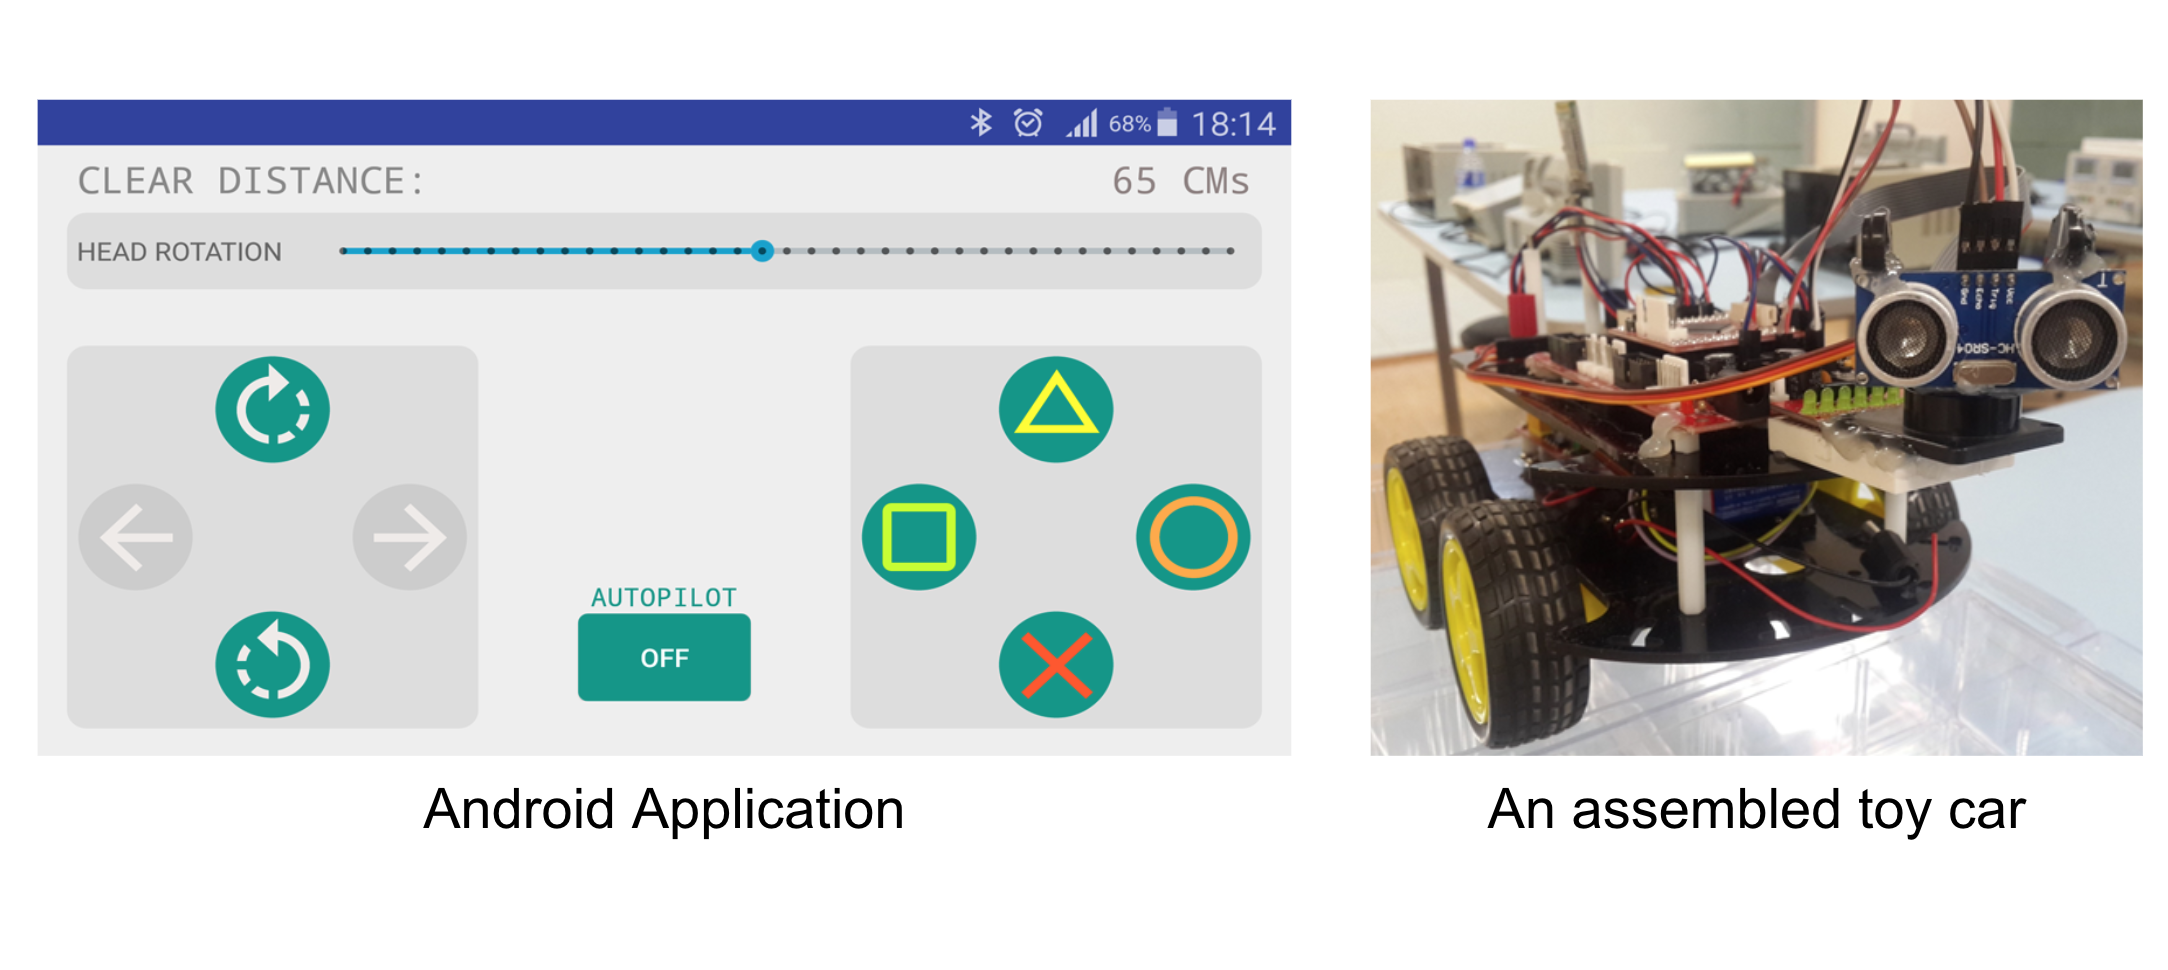 68% 18:14
CLEAR DISTANCE: 65 CMs
HEAD ROTATION
AUTOPILOT
OFF
Gnd
Echo
Trig
Vcc
T
HC-SR04
Android Application
An assembled toy car